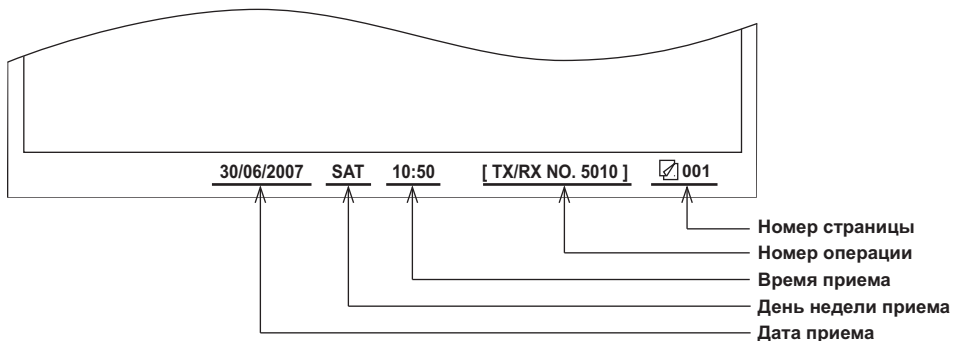 30/06/2007 SAT 10:50 [ TX/RX NO. 5010 ] 001
Номер страницы
Номер операции
Время приема
День недели приема
Дата приема